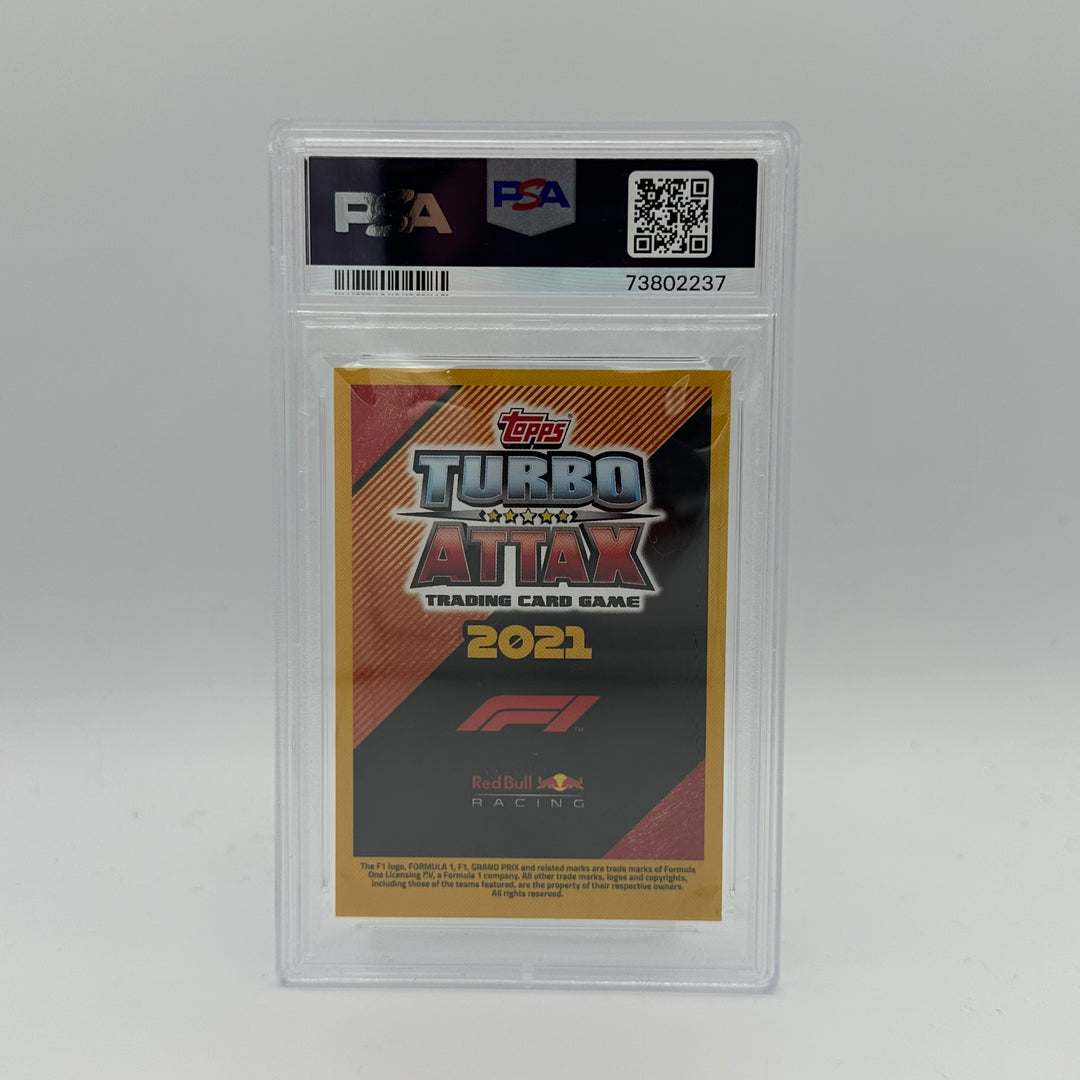 PSA
PSA
73802237
Topps
TURBO
ATTAX
TRADING CARD GAME
2021
F1
Red Bull
RACING
The F1 logo, FORMULA 1, F1, GRAND PRIX and related marks are trade marks of Formula
One Licensing BV, a Formula 1 company. All other trade marks, logos and copyrights,
including those of the teams featured, are the property of their respective owners.
All rights reserved.